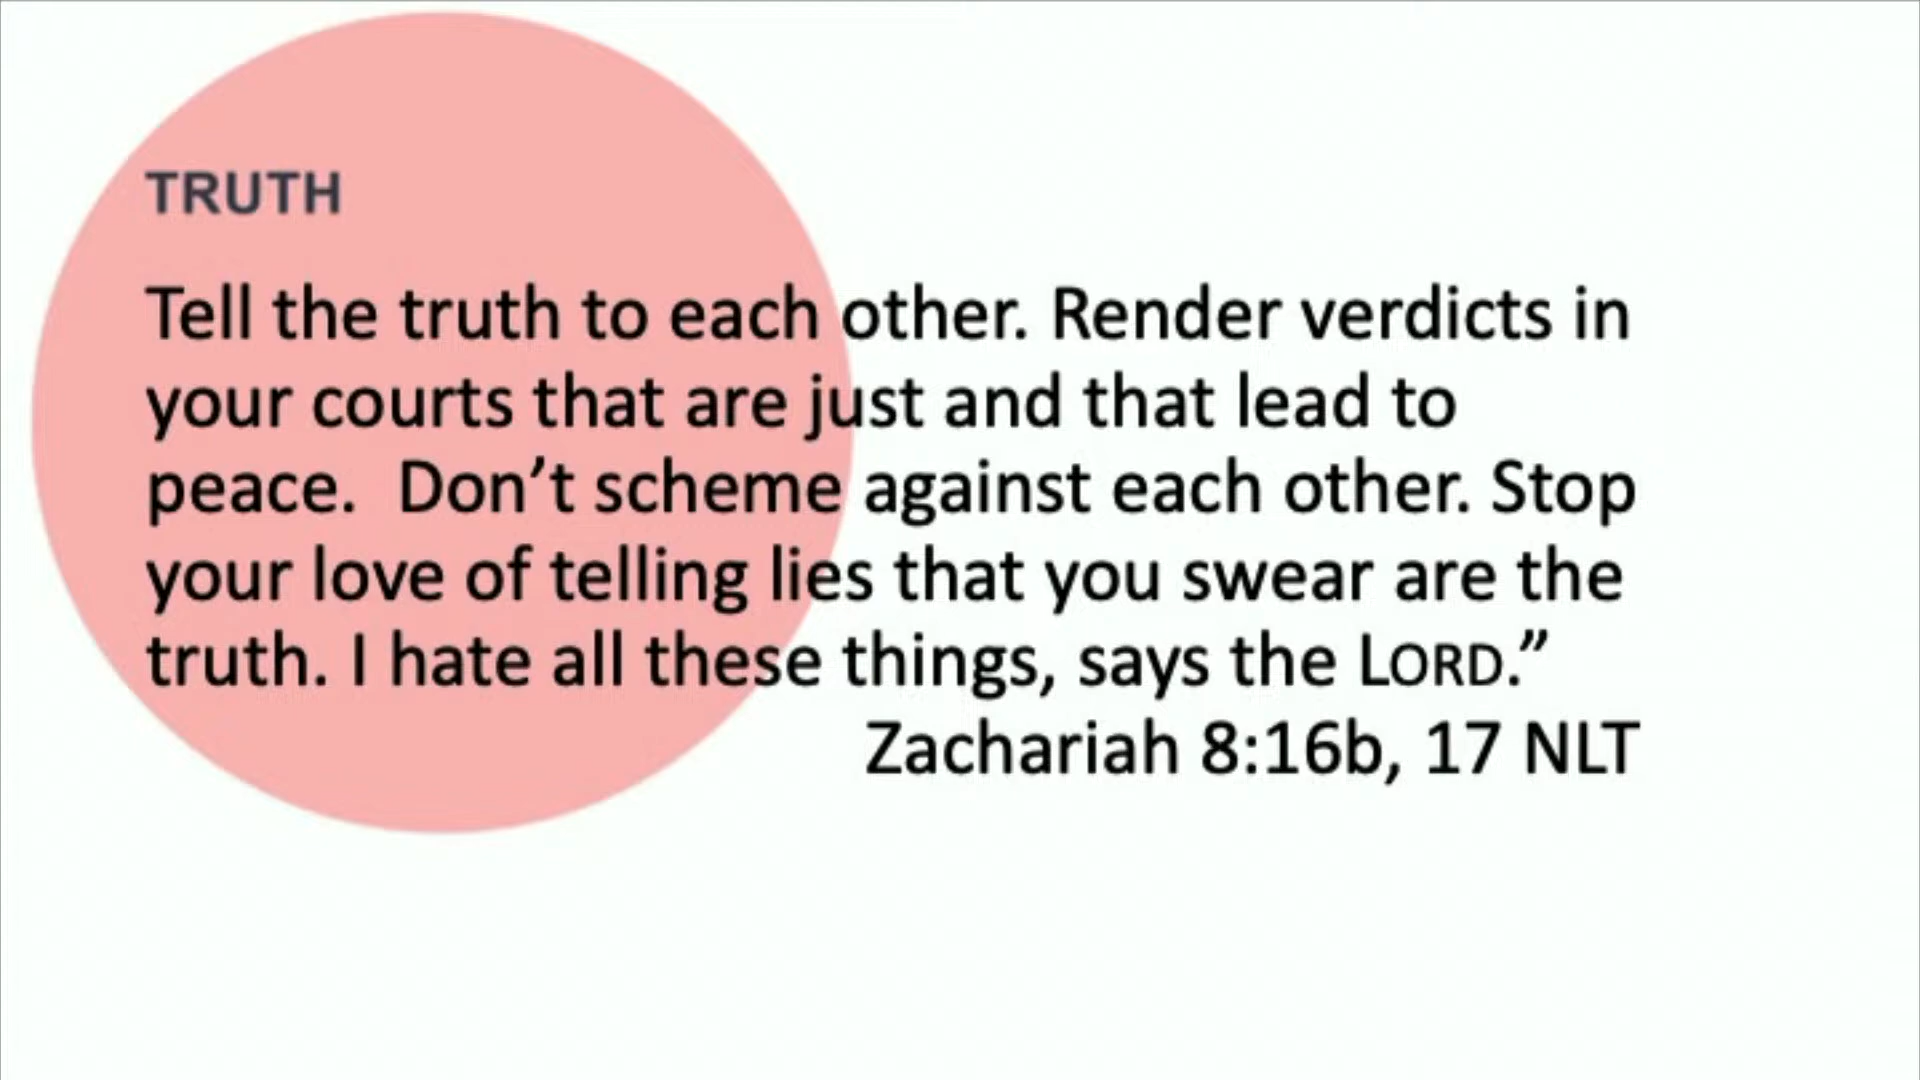 TRUTH
Tell the truth to each other. Render verdicts in
your courts that are just and that lead to
peace.  Don’t scheme against each other. Stop
your love of telling lies that you swear are the
truth. I hate all these things, says the LORD.”
Zachariah 8:16b, 17 NLT